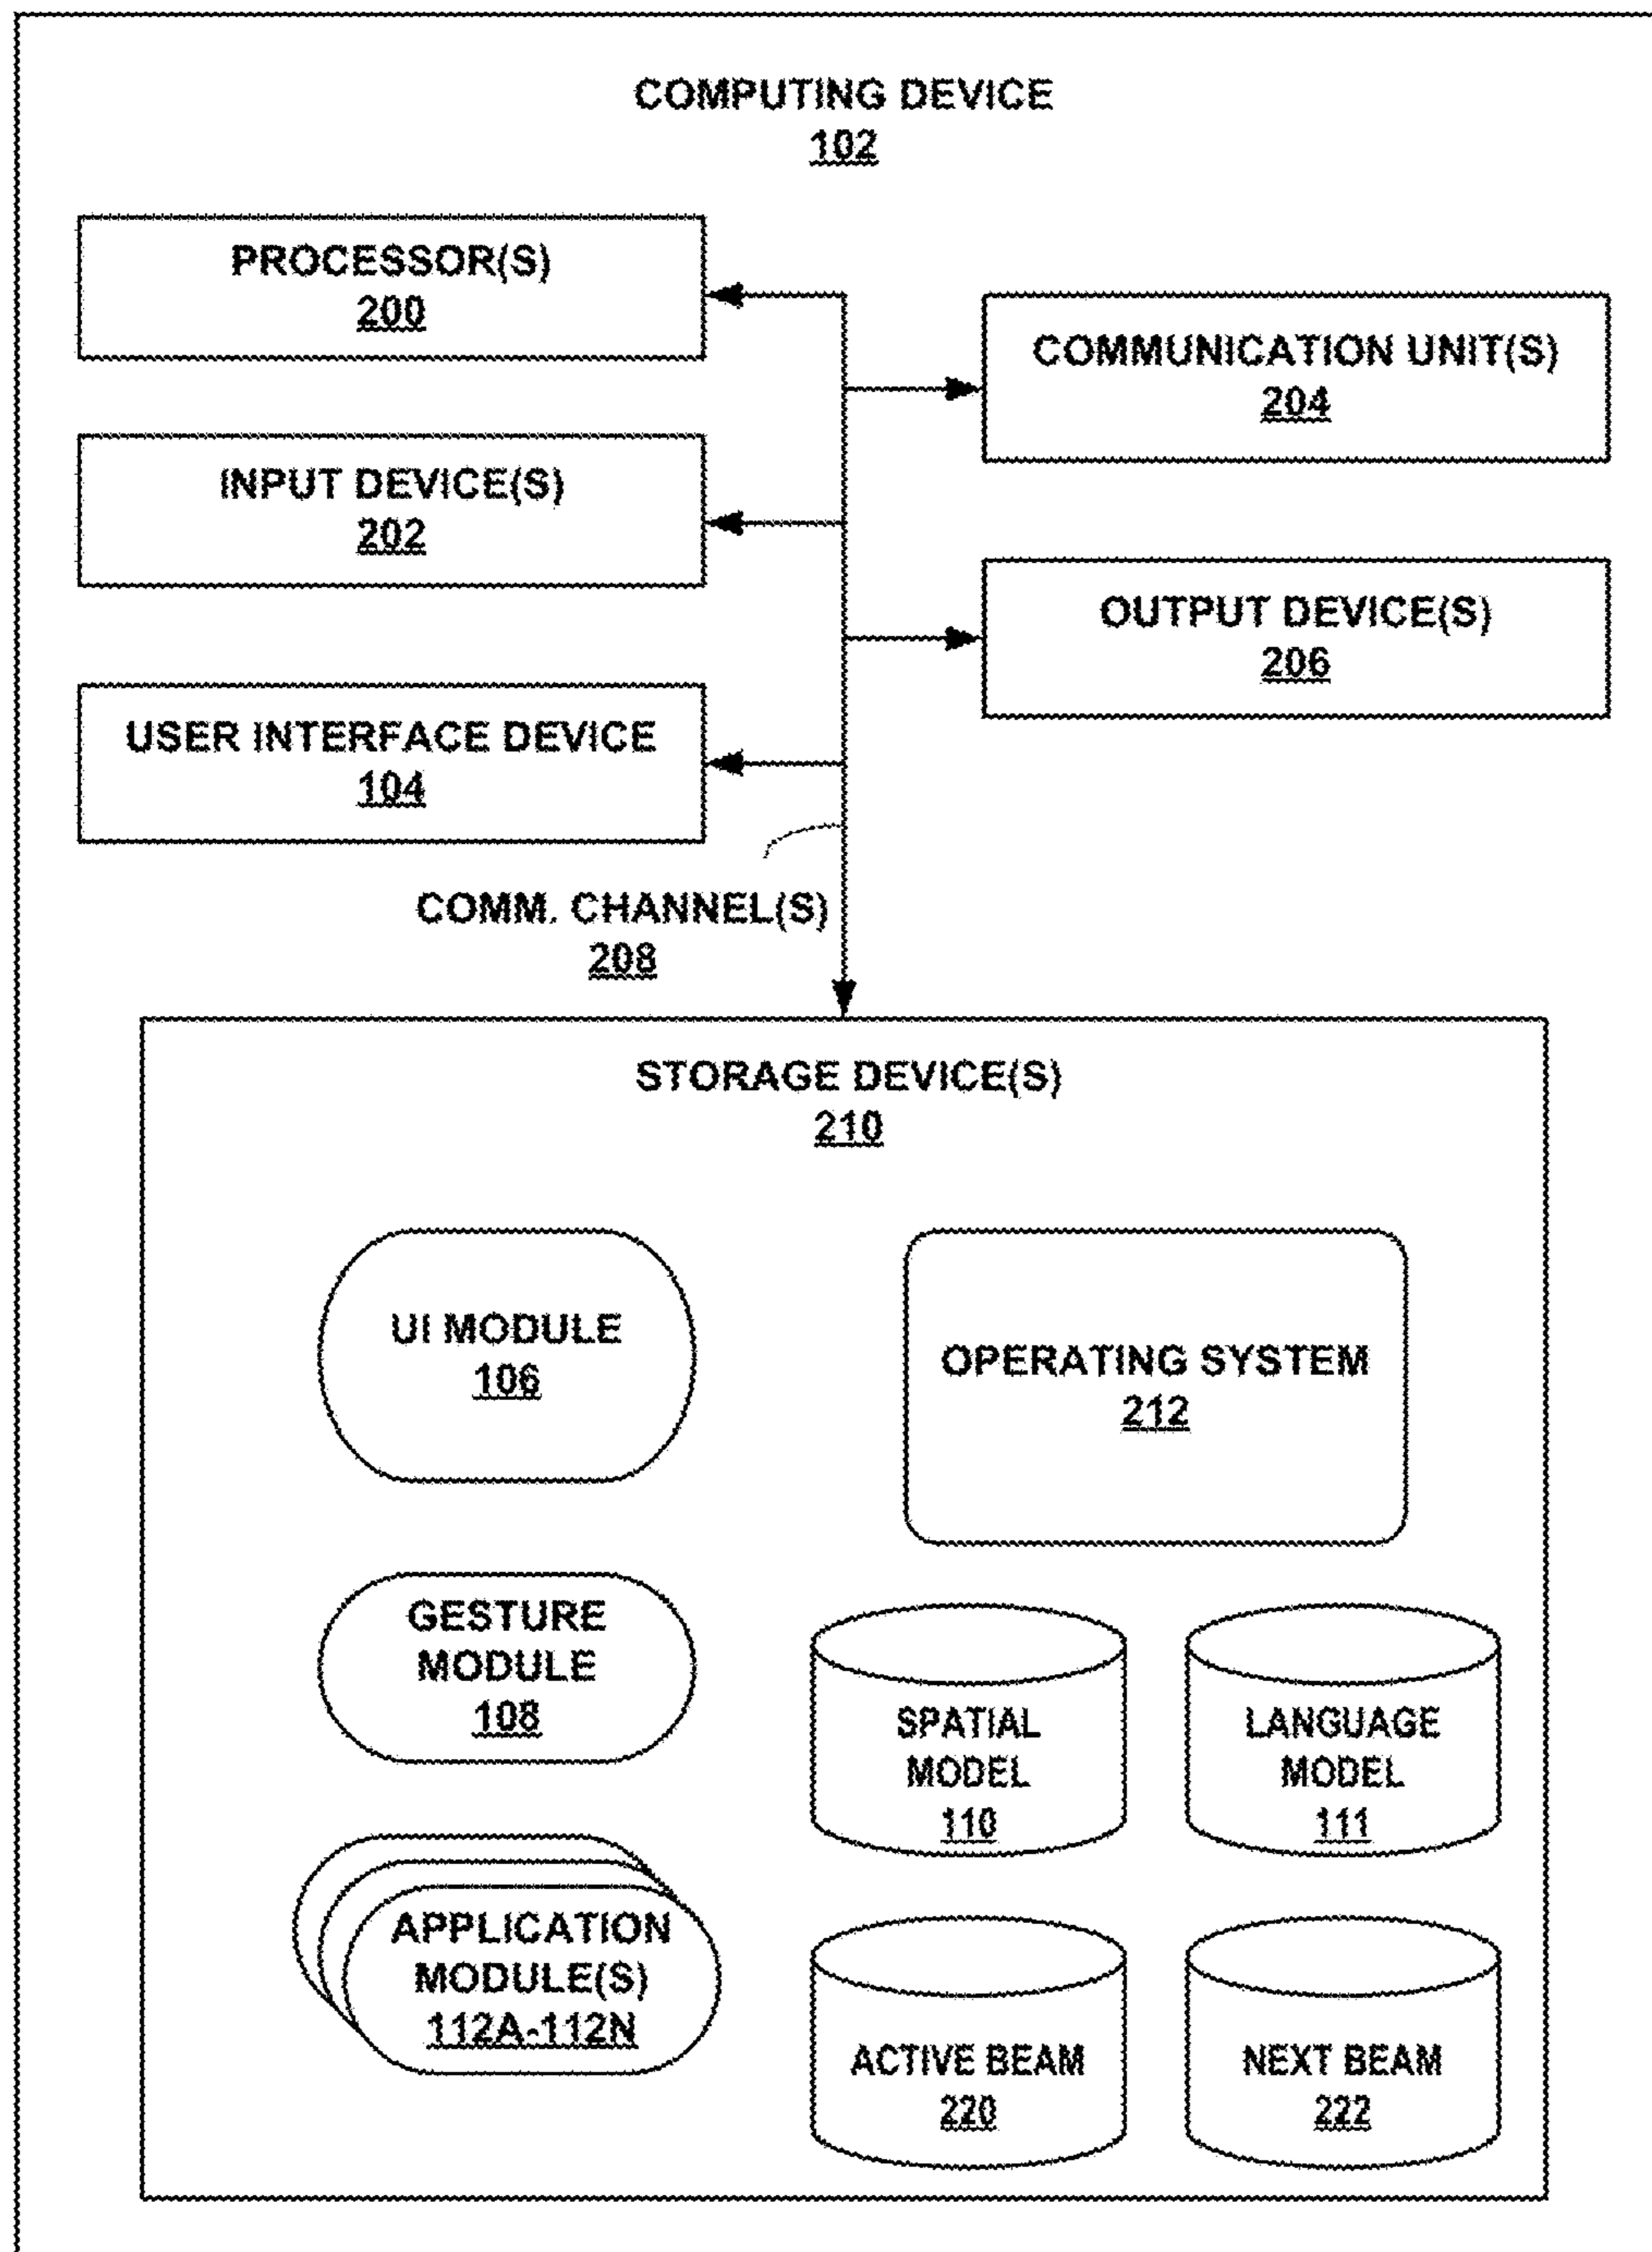 COMPUTING DEVICE
102
PROCESSOR(S)
200
COMMUNICATION UNIT(S)
204
INPUT DEVICE(S)
202
OUTPUT DEVICE(S)
206
USER INTERFACE DEVICE
104
COMM. CHANNEL(S)
208
STORAGE DEVICE(S)
210
UI MODULE
106
OPERATING SYSTEM
212
GESTURE
MODULE
108
SPATIAL
MODEL
110
LANGUAGE
MODEL
111
APPLICATION
MODULE(S)
112A-112N
ACTIVE BEAM
220
NEXT BEAM
222